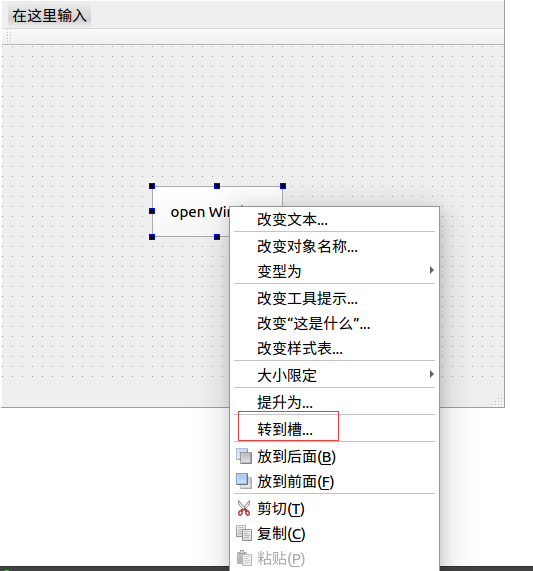 在这里输入
open Win
改变文本...
改变对象名称...
变型为
改变工具提示...
改变“这是什么”...
改变样式表...
大小限定
提升为...
转到槽...
放到后面(B)
放到前面(F)
剪切(T)
复制(C)
粘贴(P)